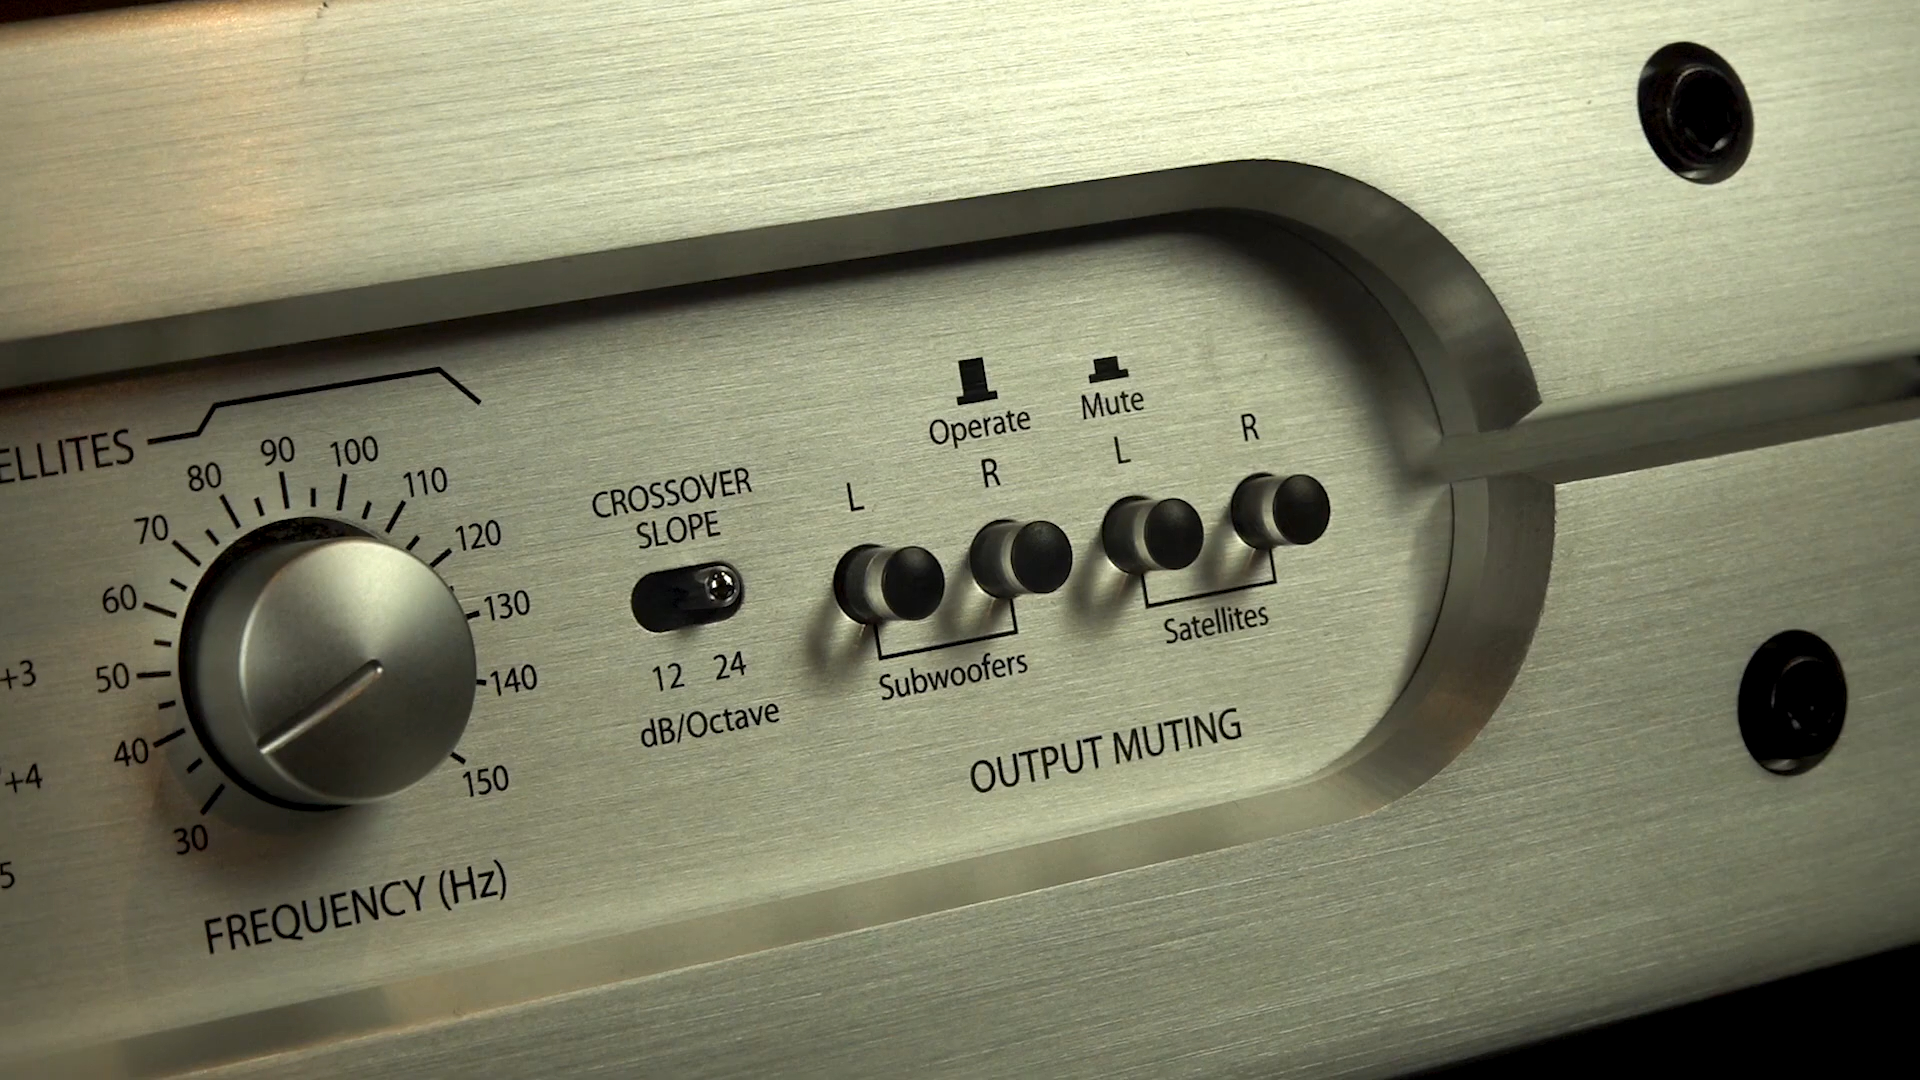 ELLITES
30
40
50
60
70
80
90
100
110
120
130
140
150
FREQUENCY (Hz)
+3
+4
5
CROSSOVER
SLOPE
12 24
dB/Octave
Operate Mute
L R L R
Subwoofers
Satellites
OUTPUT MUTING